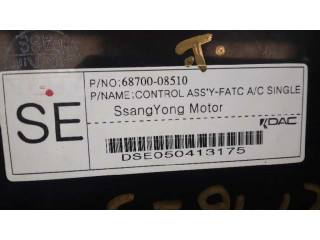 P/NO:68700-08510
P/NAME:CONTROL ASS'Y-FATC A/C SINGLE
SE
SsangYong Motor
DAC
DSE050413175